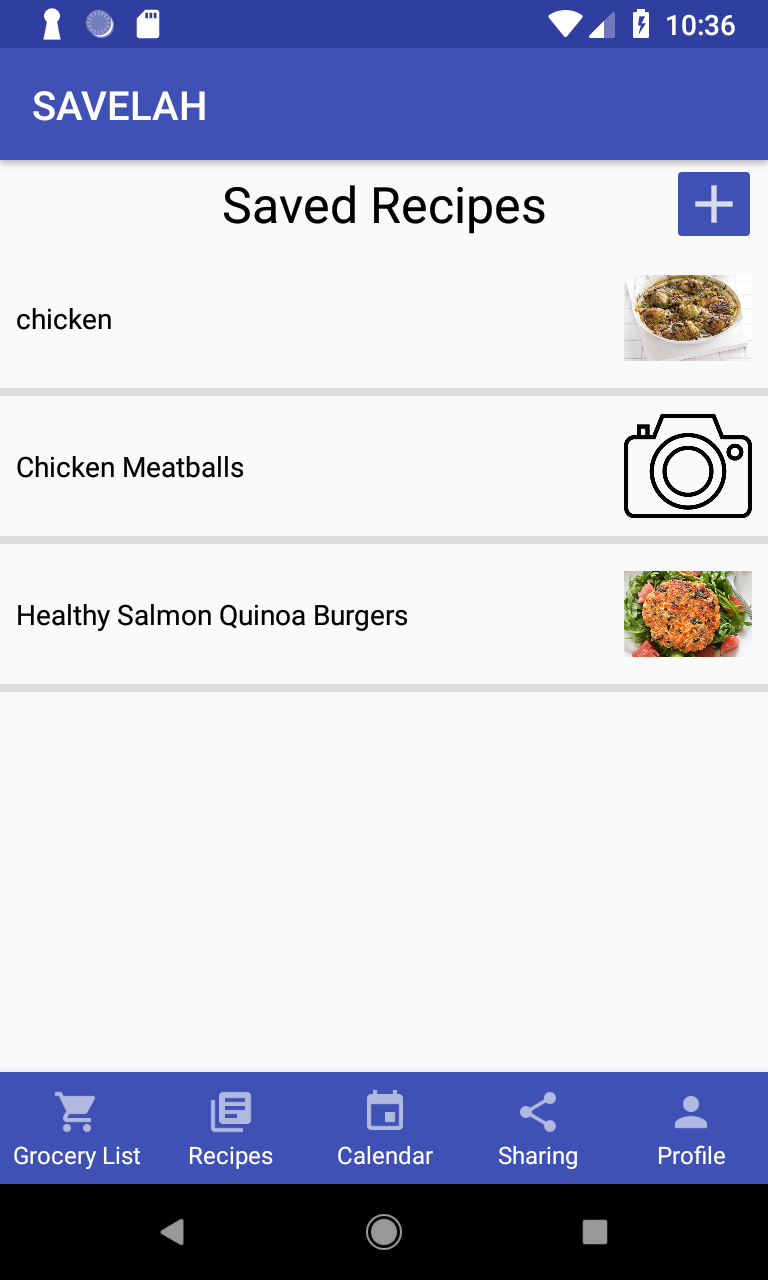 10:36
SAVELAH
Saved Recipes
chicken
Chicken Meatballs
Healthy Salmon Quinoa Burgers
Grocery List Recipes Calendar Sharing Profile